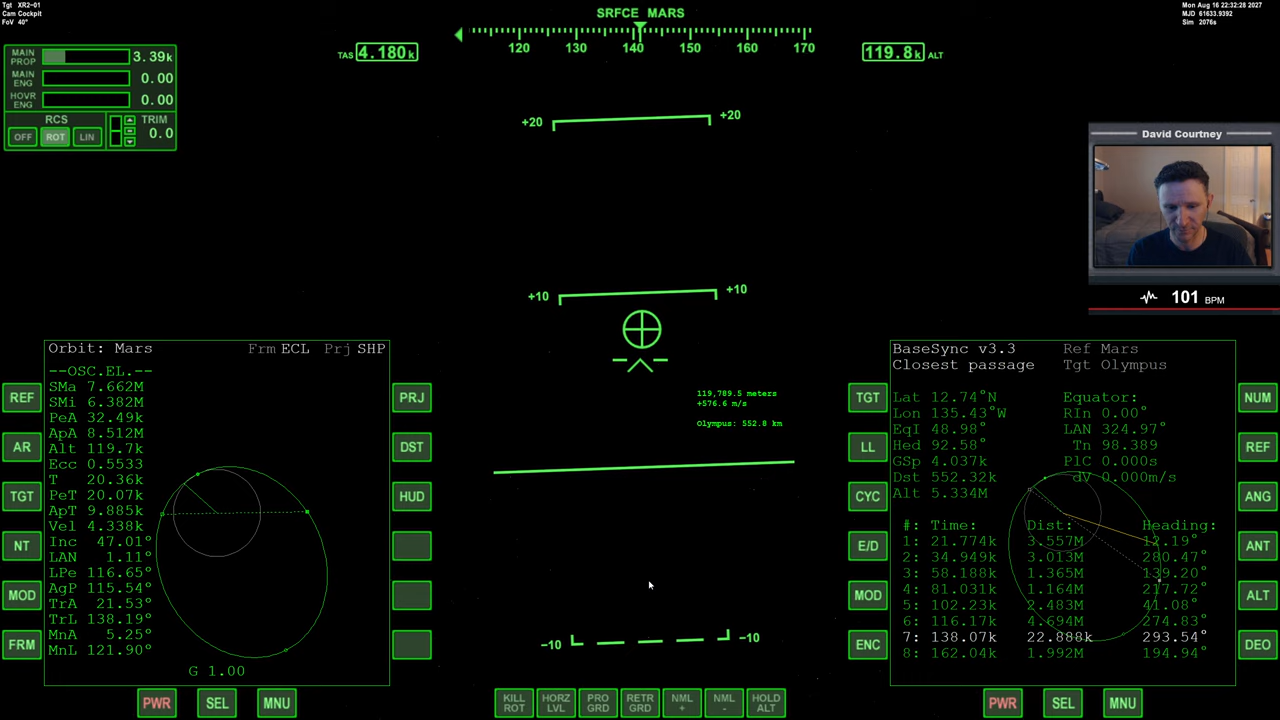 Tgt XR2-01
Cam Cockpit
FoV 40°
Mon Aug 16 22:32:28 2027
MJD 61633.9392
Sim 2076s
SRFCE MARS
120 130 140 150 160 170
TAS 4.180k
119.8k ALT
MAIN PROP 3.39k
MAIN ENG 0.00
HOVR ENG 0.00
RCS TRIM
OFF ROT LIN 0.0
+20 +20
+10 +10
David Courtney
101 BPM
119,789.5 meters
+576.6 m/s
Olympus: 552.8 km
-10 -10
Orbit: Mars Frm ECL Prj SHP
--OSC.EL.--
SMa 7.662M
SMi 6.382M
PeA 32.49k
ApA 8.512M
Alt 119.7k
Ecc 0.5533
T 20.36k
PeT 20.07k
ApT 9.885k
Vel 4.338k
Inc 47.01°
LAN 1.11°
LPe 116.65°
AgP 115.54°
TrA 21.53°
TrL 138.19°
MnA 5.25°
MnL 121.90°
G 1.00
REF
AR
TGT
NT
MOD
FRM
PRJ
DST
HUD
PWR SEL MNU
KILL ROT
HORZ LVL
PRO GRD
RETR GRD
NML +
NML -
HOLD ALT
BaseSync v3.3 Ref Mars
Closest passage Tgt Olympus
Lat 12.74°N Equator:
Lon 135.43°W RIn 0.00°
EqI 48.98° LAN 324.97°
Hed 92.58° Tn 98.389
GSp 4.037k PlC 0.000s
Dst 552.32k dV 0.000m/s
Alt 5.334M
#: Time: Dist: Heading:
1: 21.774k 3.557M 12.19°
2: 34.949k 3.013M 280.47°
3: 58.188k 1.365M 139.20°
4: 81.031k 1.164M 217.72°
5: 102.23k 2.483M 41.08°
6: 116.17k 4.694M 274.83°
7: 138.07k 22.888k 293.54°
8: 162.04k 1.992M 194.94°
TGT
LL
CYC
E/D
MOD
ENC
NUM
REF
ANG
ANT
ALT
DEO
PWR SEL MNU